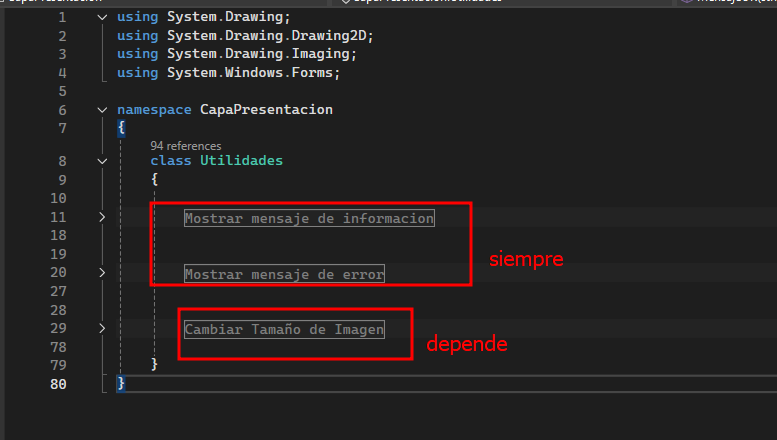 1 using System.Drawing;
2 using System.Drawing.Drawing2D;
3 using System.Drawing.Imaging;
4 using System.Windows.Forms;
5
6 namespace CapaPresentacion
7 {
94 references
8 class Utilidades
9 {
10
11 Mostrar mensaje de informacion
18
19 siempre
20 Mostrar mensaje de error
27
28
29 Cambiar Tamaño de Imagen
78 depende
79 }
80 }